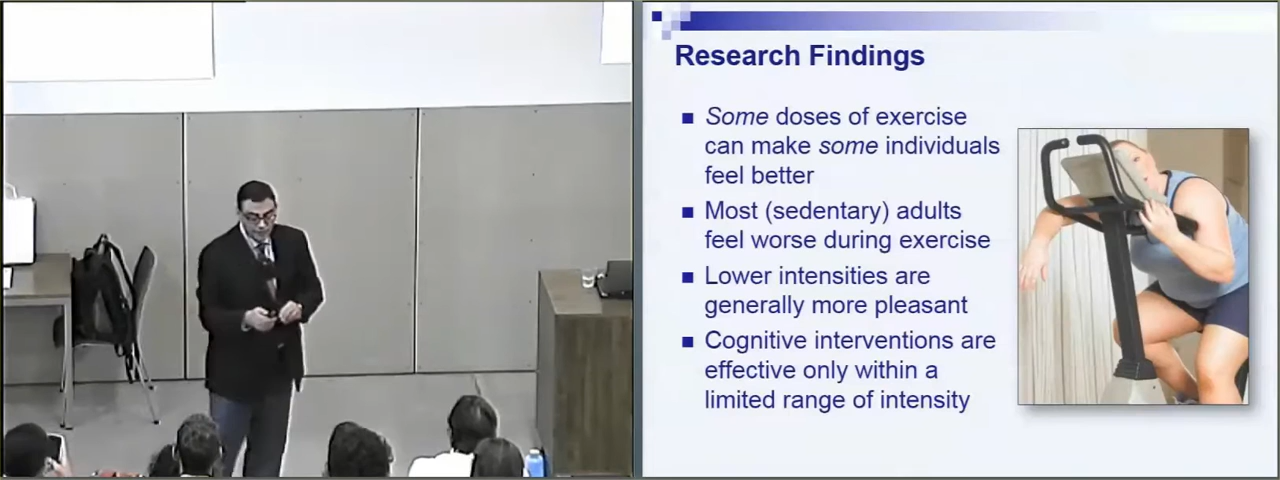 Research Findings
Some doses of exercise
can make some individuals
feel better
Most (sedentary) adults
feel worse during exercise
Lower intensities are
generally more pleasant
Cognitive interventions are
effective only within a
limited range of intensity